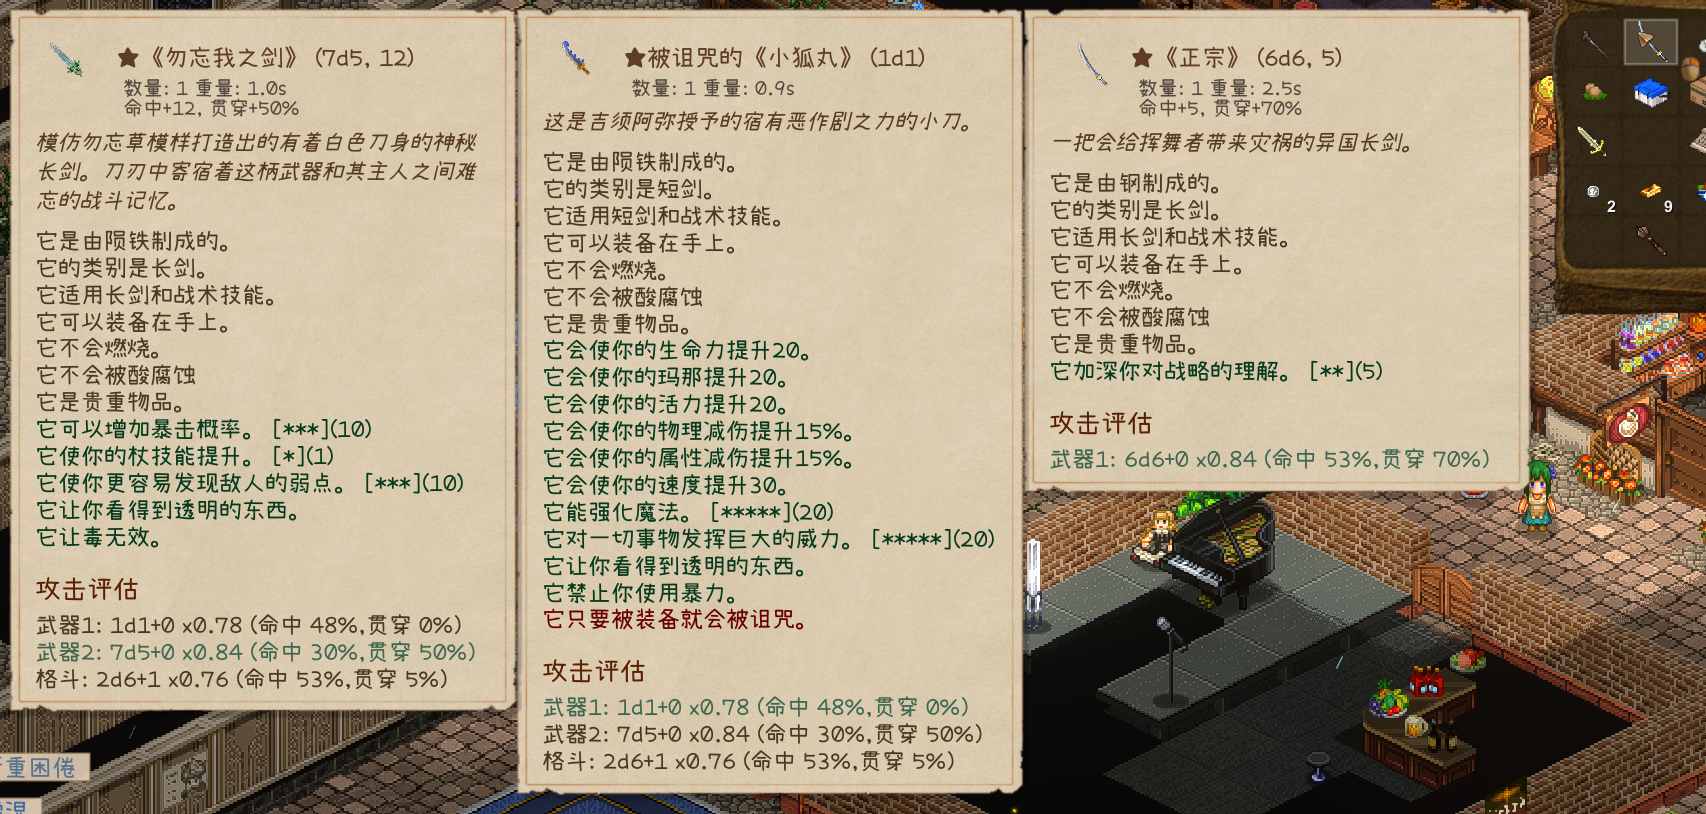 ★《勿忘我之剑》 (7d5, 12)
数量: 1 重量: 1.0s
命中+12, 贯穿+50%
模仿勿忘草模样打造出的有着白色刀身的神秘
长剑。刀刃中寄宿着这柄武器和其主人之间难
忘的战斗记忆。
它是由陨铁制成的。
它的类别是长剑。
它适用长剑和战术技能。
它可以装备在手上。
它不会燃烧。
它不会被酸腐蚀
它是贵重物品。
它可以增加暴击概率。 [***](10)
它使你的杖技能提升。 [*](1)
它使你更容易发现敌人的弱点。 [***](10)
它让你看得到透明的东西。
它让毒无效。
攻击评估
武器1: 1d1+0 x0.78 (命中 48%,贯穿 0%)
武器2: 7d5+0 x0.84 (命中 30%,贯穿 50%)
格斗: 2d6+1 x0.76 (命中 53%,贯穿 5%)
★被诅咒的《小狐丸》 (1d1)
数量: 1 重量: 0.9s
这是吉须阿弥授予的宿有恶作剧之力的小刀。
它是由陨铁制成的。
它的类别是短剑。
它适用短剑和战术技能。
它可以装备在手上。
它不会燃烧。
它不会被酸腐蚀
它是贵重物品。
它会使你的生命力提升20。
它会使你的玛那提升20。
它会使你的活力提升20。
它会使你的物理减伤提升15%。
它会使你的属性减伤提升15%。
它会使你的速度提升30。
它能强化魔法。 [*****](20)
它对一切事物发挥巨大的威力。 [*****](20)
它让你看得到透明的东西。
它禁止你使用暴力。
它只要被装备就会被诅咒。
攻击评估
武器1: 1d1+0 x0.78 (命中 48%,贯穿 0%)
武器2: 7d5+0 x0.84 (命中 30%,贯穿 50%)
格斗: 2d6+1 x0.76 (命中 53%,贯穿 5%)
★《正宗》 (6d6, 5)
数量: 1 重量: 2.5s
命中+5, 贯穿+70%
一把会给挥舞者带来灾祸的异国长剑。
它是由钢制成的。
它的类别是长剑。
它适用长剑和战术技能。
它可以装备在手上。
它不会燃烧。
它不会被酸腐蚀
它是贵重物品。
它加深你对战略的理解。 [**](5)
攻击评估
武器1: 6d6+0 x0.84 (命中 53%,贯穿 70%)
2
9
重困倦